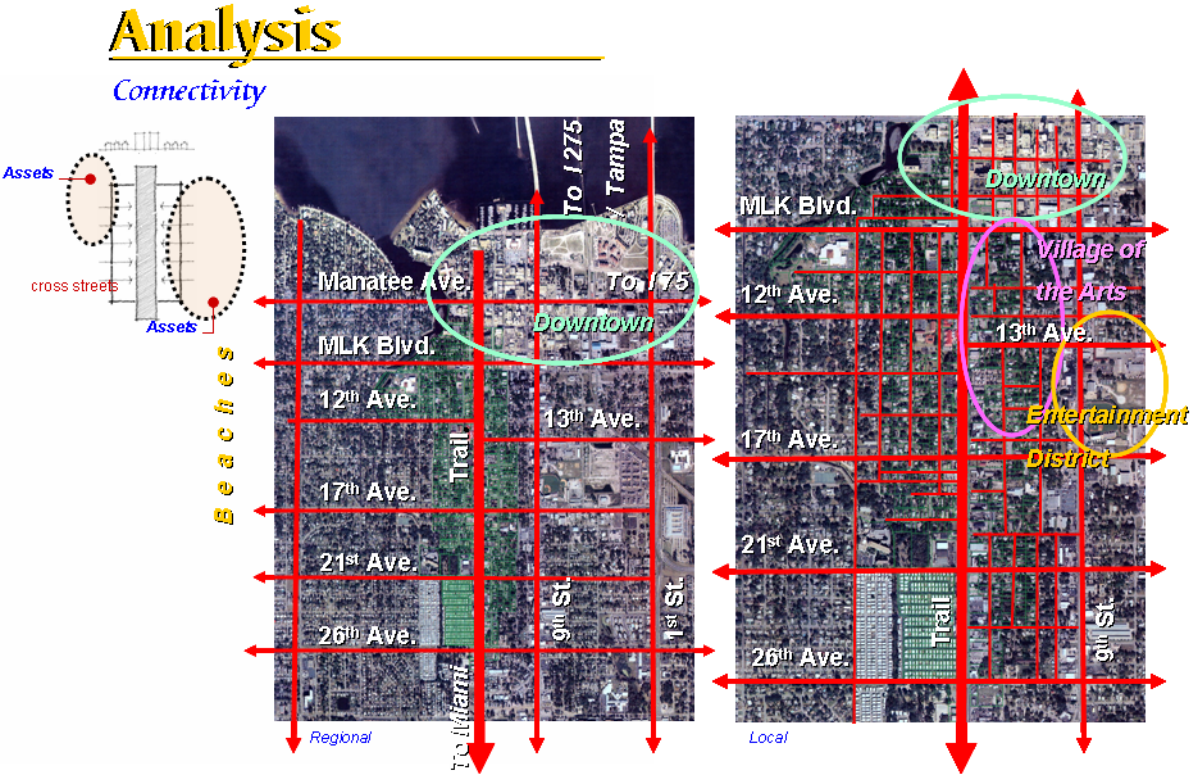 Analysis
Connectivity
Assets
cross streets
Assets
Beaches
To I 275
/ Tampa
Manatee Ave.
To I 75
Downtown
MLK Blvd.
12th Ave.
13th Ave.
Trail
17th Ave.
21st Ave.
9th St.
1st St.
26th Ave.
To Miami
Regional
Downtown
MLK Blvd.
Village of
the Arts
12th Ave.
13th Ave.
Entertainment
District
17th Ave.
21st Ave.
Trail
9th St.
26th Ave.
Local